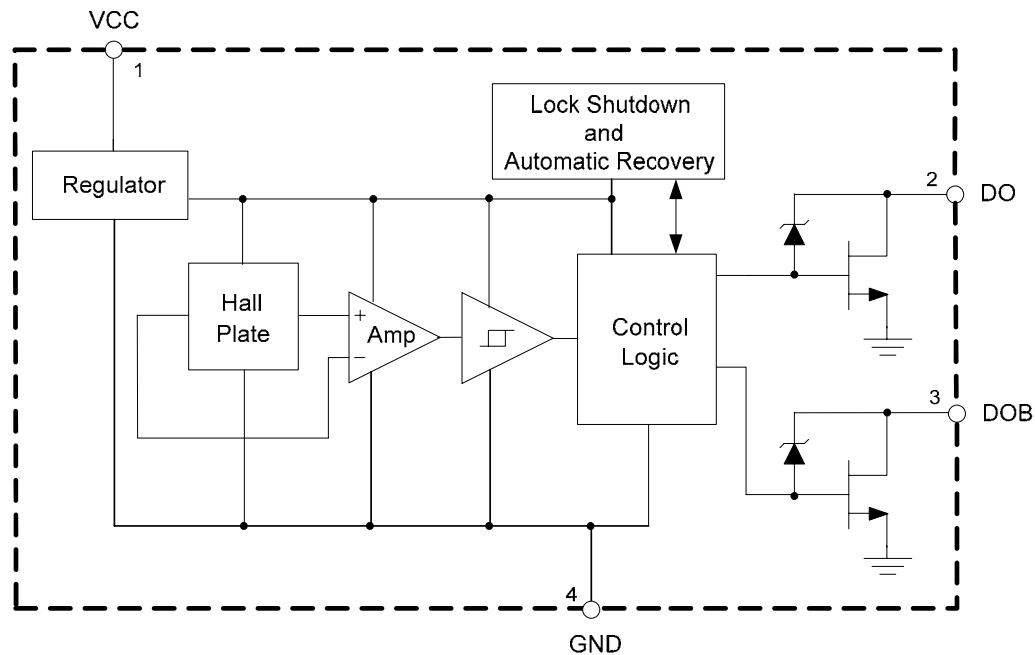 VCC
1
Lock Shutdown
and
Automatic Recovery
Regulator
2
DO
Hall
Plate
+
Amp
−
Control
Logic
3
DOB
4
GND